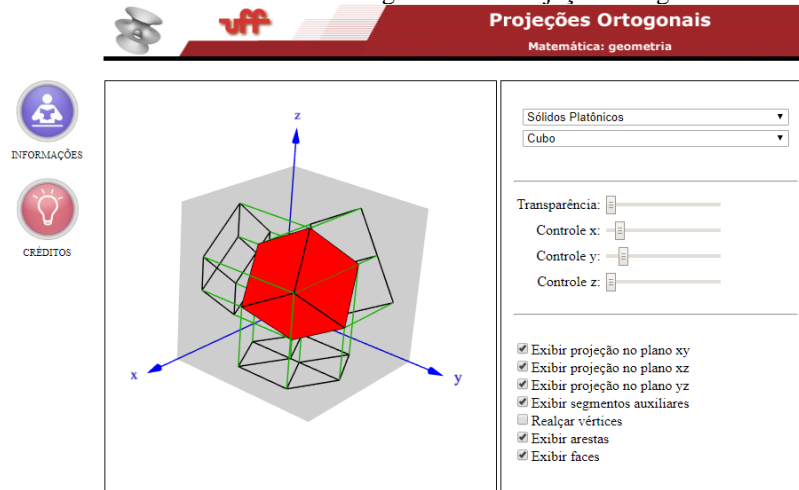 uff
Projeções Ortogonais
Matemática: geometria
INFORMAÇÕES
CRÉDITOS
z
x
y
Sólidos Platônicos
Cubo
Transparência:
Controle x:
Controle y:
Controle z:
Exibir projeção no plano xy
Exibir projeção no plano xz
Exibir projeção no plano yz
Exibir segmentos auxiliares
Realçar vértices
Exibir arestas
Exibir faces